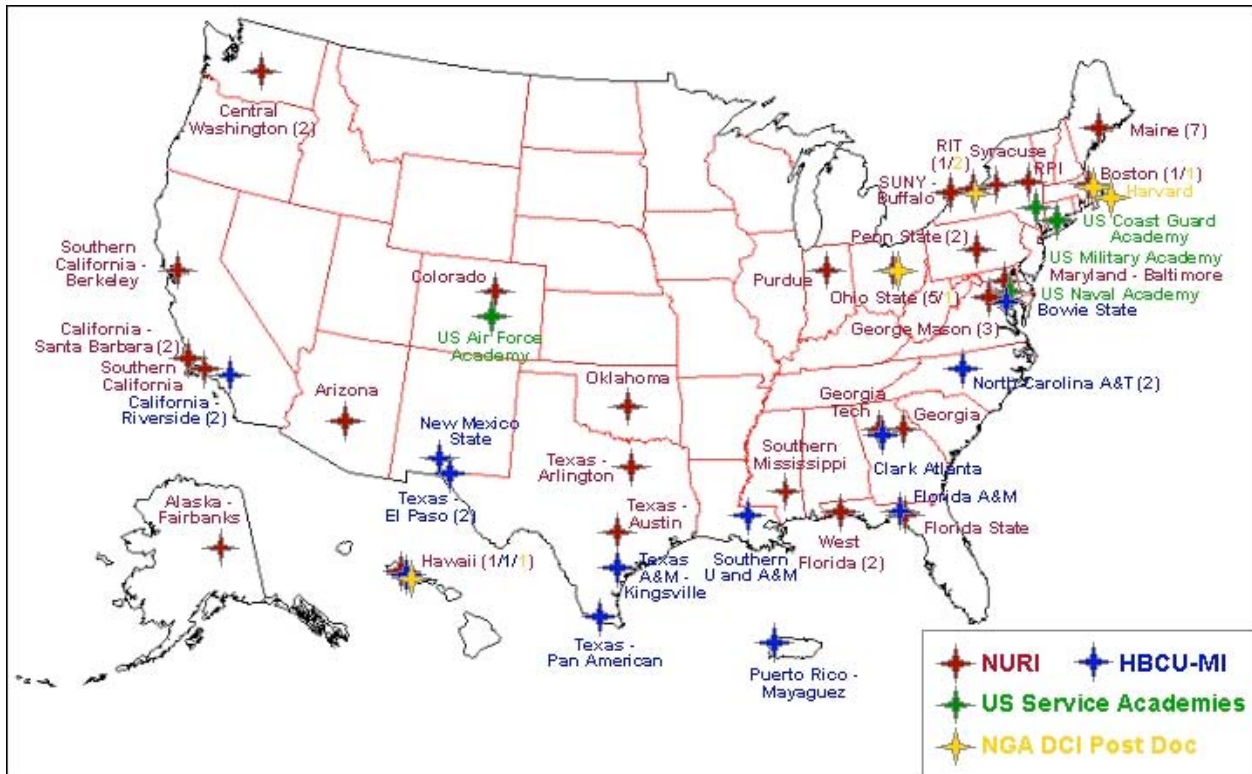 Central
Washington (2)
Maine (7)
RIT
(1/2)
Syracuse
RPI
SUNY -
Buffalo
Boston (1/1)
Harvard
US Coast Guard
Academy
Penn State (2)
US Military Academy
Maryland - Baltimore
US Naval Academy
Bowie State
Southern
California -
Berkeley
Colorado
Purdue
Ohio State (5/1)
George Mason (3)
US Air Force
Academy
California -
Santa Barbara (2)
Southern
California
California -
Riverside (2)
Arizona
Oklahoma
North Carolina A&T (2)
Georgia
Tech
Georgia
New Mexico
State
Texas -
Arlington
Southern
Mississippi
Clark Atlanta
Texas -
El Paso (2)
Texas -
Austin
Florida A&M
Florida State
West
Florida (2)
Alaska -
Fairbanks
Hawaii (1/1/1)
Texas
A&M -
Kingsville
Southern
U and A&M
Texas -
Pan American
Puerto Rico -
Mayaguez
NURI
HBCU-MI
US Service Academies
NGA DCI Post Doc